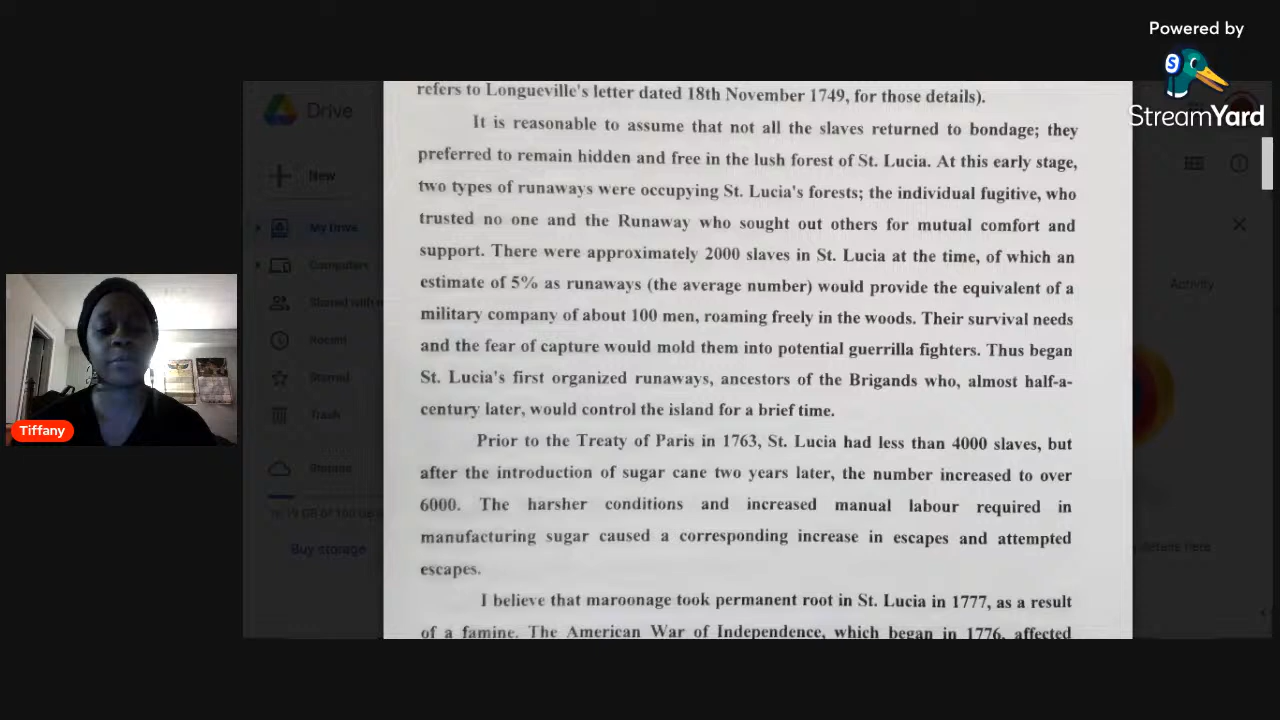 Powered by
StreamYard
Drive
New
My Drive
Computers
Shared with
Recent
Starred
Trash
Storage
Buy storage
Activity
details here
Tiffany
refers to Longueville's letter dated 18th November 1749, for those details).
It is reasonable to assume that not all the slaves returned to bondage; they
preferred to remain hidden and free in the lush forest of St. Lucia. At this early stage,
two types of runaways were occupying St. Lucia's forests; the individual fugitive, who
trusted no one and the Runaway who sought out others for mutual comfort and
support. There were approximately 2000 slaves in St. Lucia at the time, of which an
estimate of 5% as runaways (the average number) would provide the equivalent of a
military company of about 100 men, roaming freely in the woods. Their survival needs
and the fear of capture would mold them into potential guerrilla fighters. Thus began
St. Lucia's first organized runaways, ancestors of the Brigands who, almost half-a-
century later, would control the island for a brief time.
Prior to the Treaty of Paris in 1763, St. Lucia had less than 4000 slaves, but
after the introduction of sugar cane two years later, the number increased to over
6000. The harsher conditions and increased manual labour required in
manufacturing sugar caused a corresponding increase in escapes and attempted
escapes.
I believe that maroonage took permanent root in St. Lucia in 1777, as a result
of a famine. The American War of Independence, which began in 1776, affected